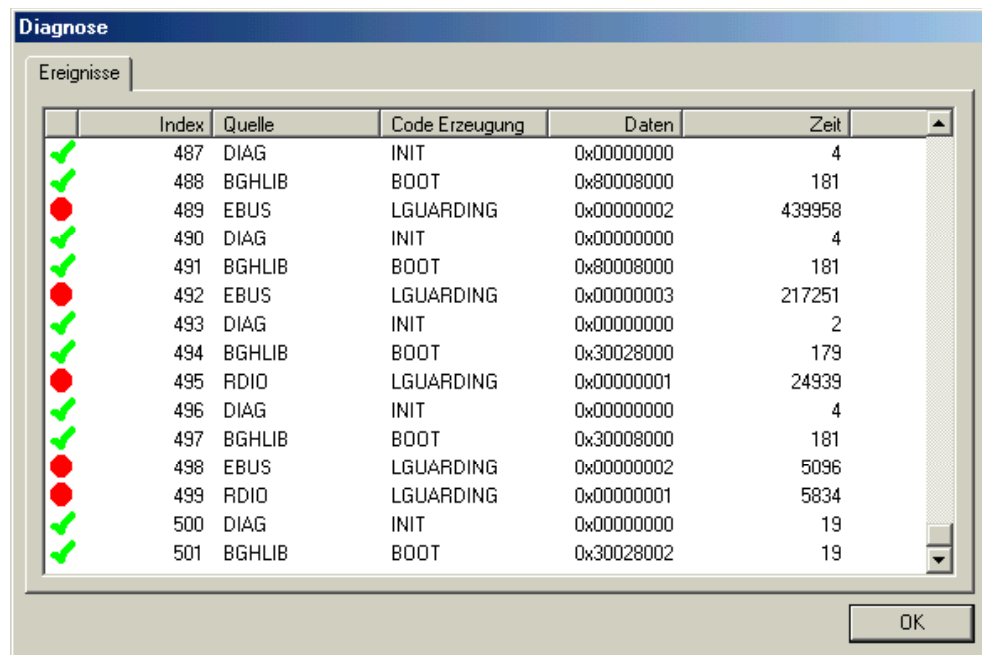 Diagnose
Ereignisse
Index Quelle Code Erzeugung Daten Zeit
487 DIAG INIT 0x00000000 4
488 BGHLIB BOOT 0x80008000 181
489 EBUS LGUARDING 0x00000002 439958
490 DIAG INIT 0x00000000 4
491 BGHLIB BOOT 0x80008000 181
492 EBUS LGUARDING 0x00000003 217251
493 DIAG INIT 0x00000000 2
494 BGHLIB BOOT 0x30028000 179
495 RDIO LGUARDING 0x00000001 24939
496 DIAG INIT 0x00000000 4
497 BGHLIB BOOT 0x30008000 181
498 EBUS LGUARDING 0x00000002 5096
499 RDIO LGUARDING 0x00000001 5834
500 DIAG INIT 0x00000000 19
501 BGHLIB BOOT 0x30028002 19
OK